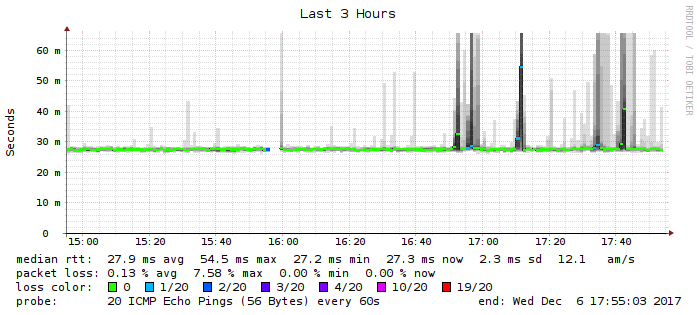 Last 3 Hours
RRDTOOL / TOBI OETIKER
Seconds
60 m
50 m
40 m
30 m
20 m
10 m
0
15:00 15:20 15:40 16:00 16:20 16:40 17:00 17:20 17:40
median rtt: 27.9 ms avg 54.5 ms max 27.2 ms min 27.3 ms now 2.3 ms sd 12.1 am/s
packet loss: 0.13 % avg 7.58 % max 0.00 % min 0.00 % now
loss color: 0 1/20 2/20 3/20 4/20 10/20 19/20
probe: 20 ICMP Echo Pings (56 Bytes) every 60s end: Wed Dec 6 17:55:03 2017